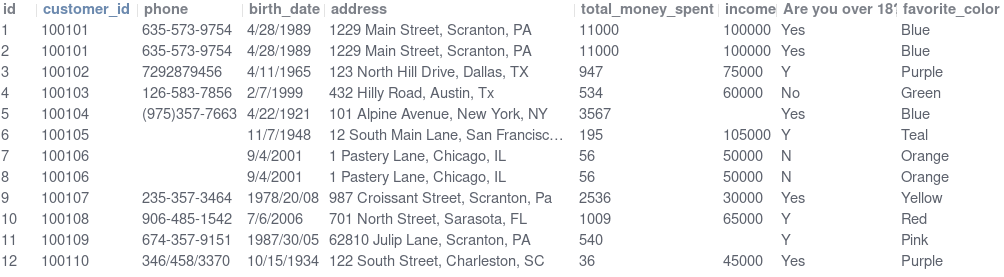 id customer_id phone birth_date address total_money_spent income Are you over 18? favorite_color
1 100101 635-573-9754 4/28/1989 1229 Main Street, Scranton, PA 11000 100000 Yes Blue
2 100101 635-573-9754 4/28/1989 1229 Main Street, Scranton, PA 11000 100000 Yes Blue
3 100102 7292879456 4/11/1965 123 North Hill Drive, Dallas, TX 947 75000 Y Purple
4 100103 126-583-7856 2/7/1999 432 Hilly Road, Austin, Tx 534 60000 No Green
5 100104 (975)357-7663 4/22/1921 101 Alpine Avenue, New York, NY 3567 Yes Blue
6 100105 11/7/1948 12 South Main Lane, San Francisc… 195 105000 Y Teal
7 100106 9/4/2001 1 Pastery Lane, Chicago, IL 56 50000 N Orange
8 100106 9/4/2001 1 Pastery Lane, Chicago, IL 56 50000 N Orange
9 100107 235-357-3464 1978/20/08 987 Croissant Street, Scranton, Pa 2536 30000 Yes Yellow
10 100108 906-485-1542 7/6/2006 701 North Street, Sarasota, FL 1009 65000 Y Red
11 100109 674-357-9151 1987/30/05 62810 Julip Lane, Scranton, PA 540 Y Pink
12 100110 346/458/3370 10/15/1934 122 South Street, Charleston, SC 36 45000 Yes Purple